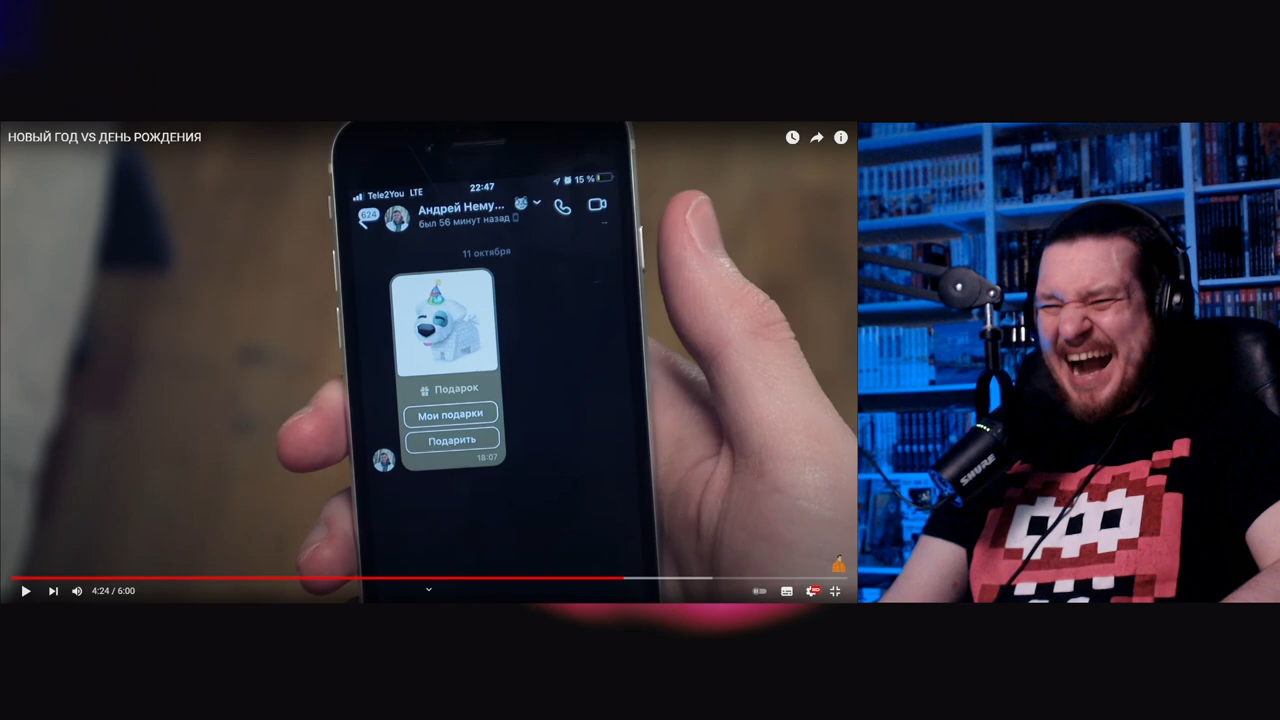 НОВЫЙ ГОД VS ДЕНЬ РОЖДЕНИЯ
Tele2You LTE
22:47
15 %
624
Андрей Нему...
был 56 минут назад
11 октября
Подарок
Мои подарки
Подарить
18:07
SHURE
4:24 / 6:00
HD